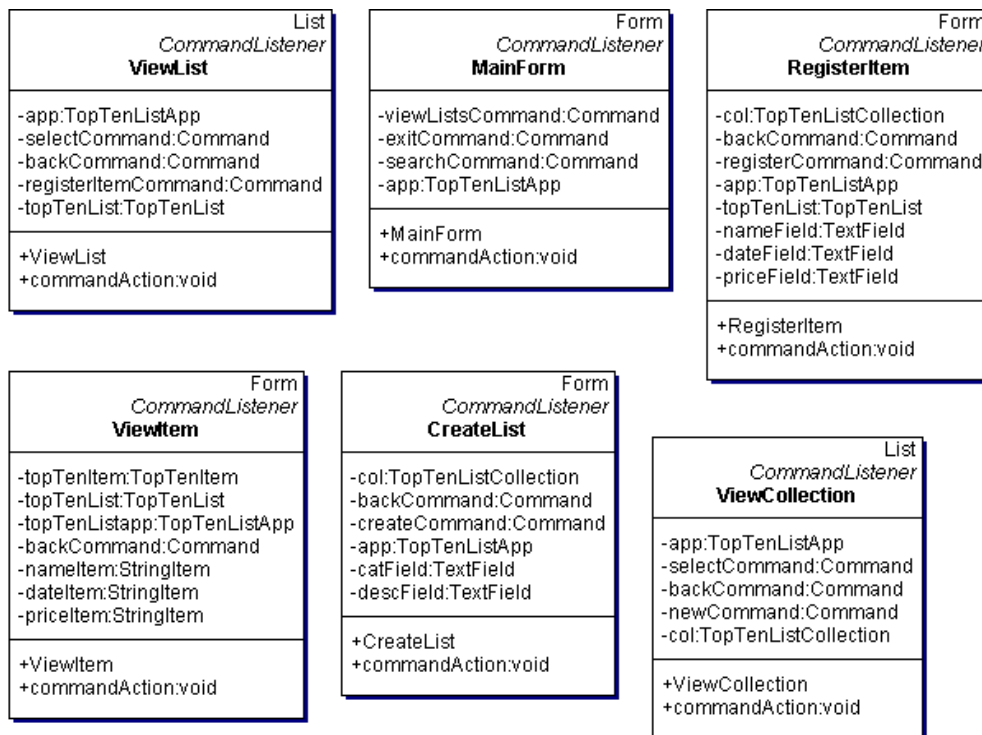 List
CommandListener
ViewList
-app:TopTenListApp
-selectCommand:Command
-backCommand:Command
-registerItemCommand:Command
-topTenList:TopTenList
+ViewList
+commandAction:void
Form
CommandListener
MainForm
-viewListsCommand:Command
-exitCommand:Command
-searchCommand:Command
-app:TopTenListApp
+MainForm
+commandAction:void
Form
CommandListener
RegisterItem
-col:TopTenListCollection
-backCommand:Command
-registerCommand:Command
-app:TopTenListApp
-topTenList:TopTenList
-nameField:TextField
-dateField:TextField
-priceField:TextField
+RegisterItem
+commandAction:void
Form
CommandListener
ViewItem
-topTenItem:TopTenItem
-topTenList:TopTenList
-topTenListapp:TopTenListApp
-backCommand:Command
-nameItem:StringItem
-dateItem:StringItem
-priceItem:StringItem
+ViewItem
+commandAction:void
Form
CommandListener
CreateList
-col:TopTenListCollection
-backCommand:Command
-createCommand:Command
-app:TopTenListApp
-catField:TextField
-descField:TextField
+CreateList
+commandAction:void
List
CommandListener
ViewCollection
-app:TopTenListApp
-selectCommand:Command
-backCommand:Command
-newCommand:Command
-col:TopTenListCollection
+ViewCollection
+commandAction:void